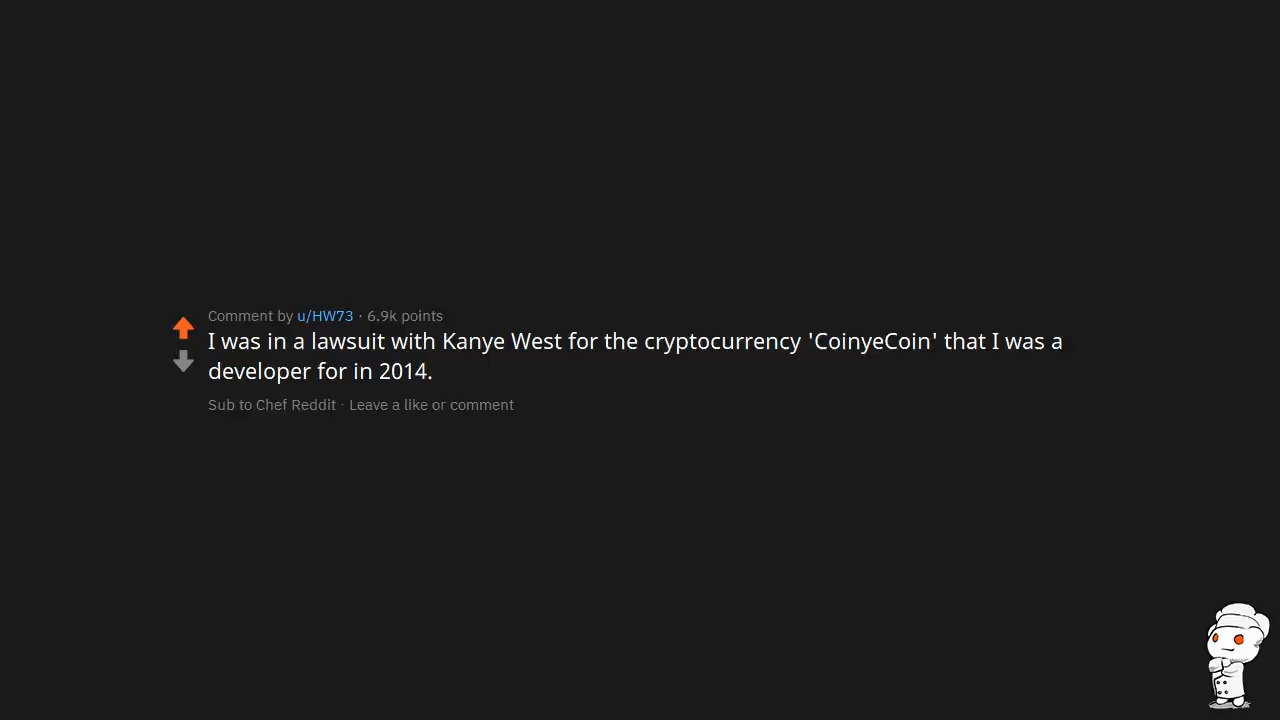 Comment by u/HW73 · 6.9k points
I was in a lawsuit with Kanye West for the cryptocurrency 'CoinyeCoin' that I was a
developer for in 2014.
Sub to Chef Reddit · Leave a like or comment